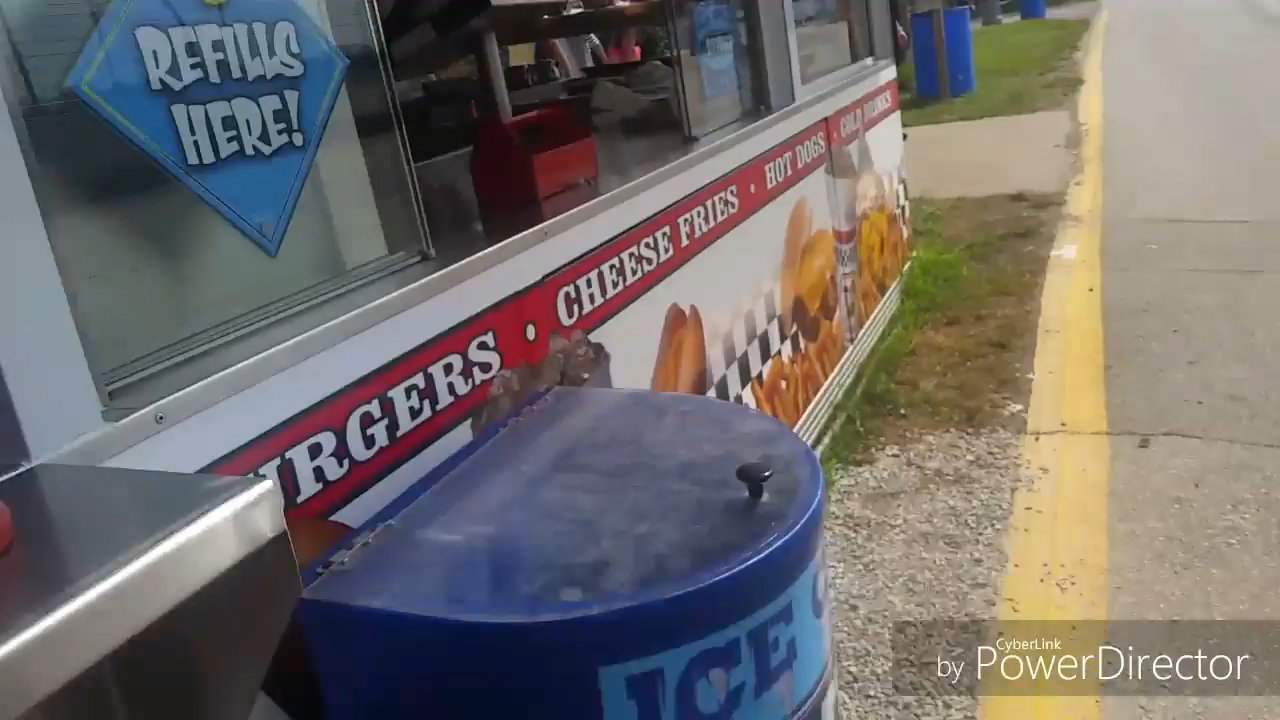 REFILLS
HERE!
URGERS • CHEESE FRIES • HOT DOGS • COLD DRINKS
ICE
CyberLink
by PowerDirector